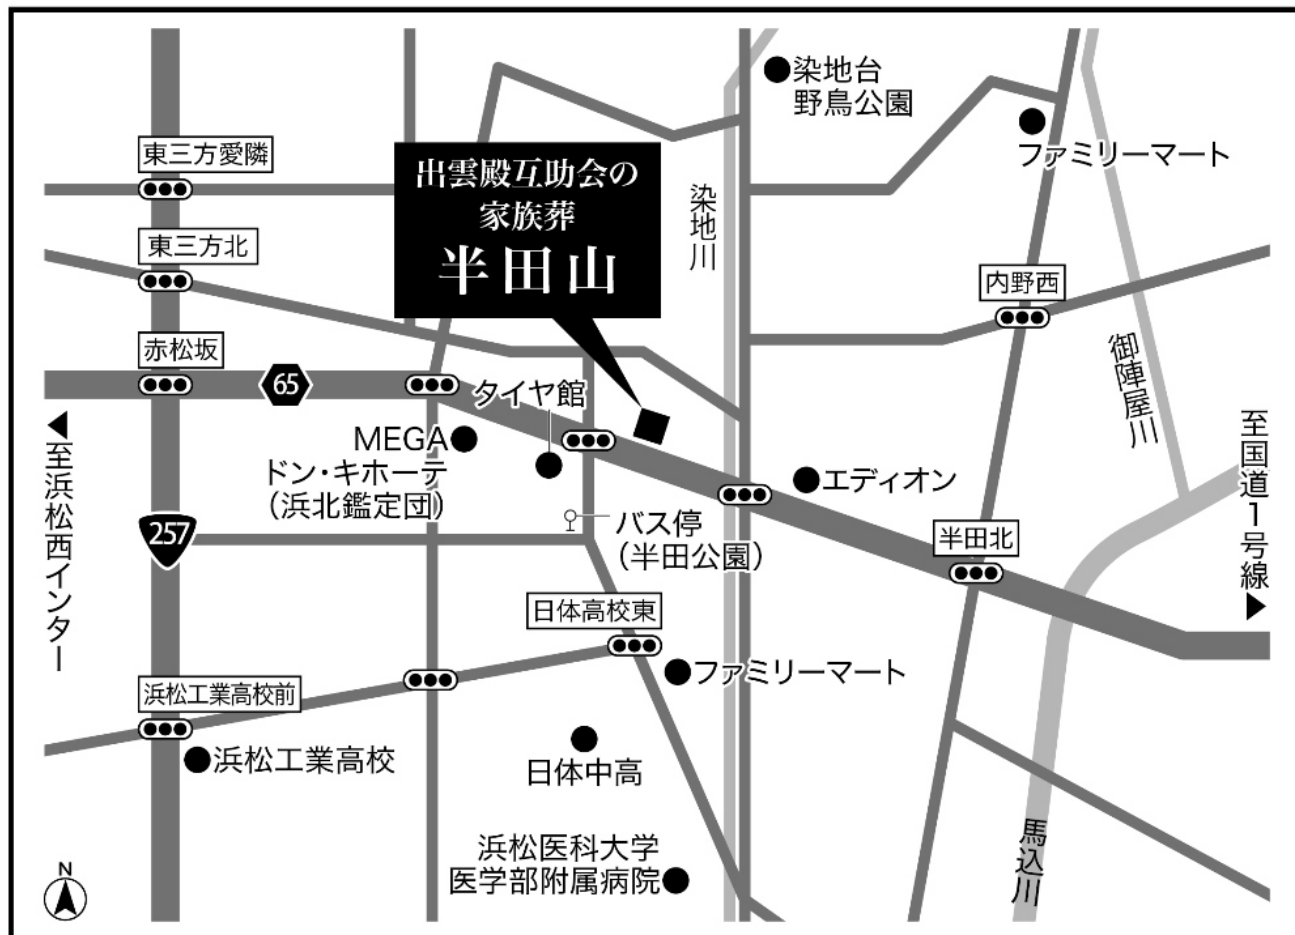 染地台
野鳥公園
ファミリーマート
東三方愛隣
出雲殿互助会の
家族葬
半田山
染地川
東三方北
内野西
赤松坂
65
タイヤ館
御陣屋川
MEGA
ドン・キホーテ
（浜北鑑定団）
エディオン
◀至浜松西インター
至国道1号線▶
257
バス停
（半田公園）
半田北
日体高校東
ファミリーマート
浜松工業高校前
浜松工業高校
日体中高
浜松医科大学
医学部附属病院
馬込川
N